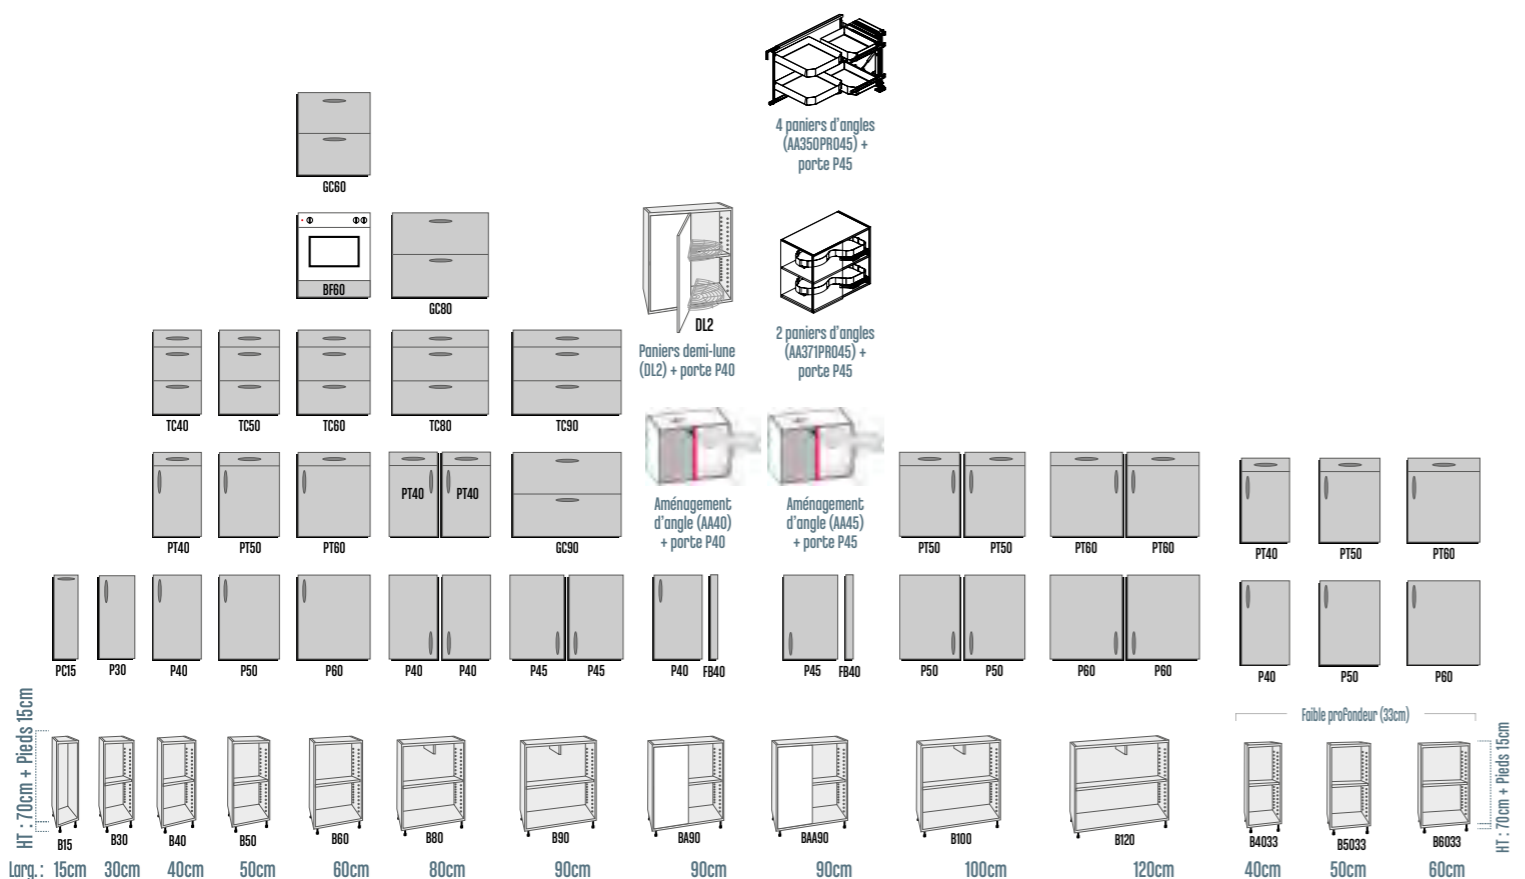 4 paniers d'angles
(AA350PR045) +
porte P45
GC60
BF60
GC80
DL2
Paniers demi-lune
(DL2) + porte P40
2 paniers d'angles
(AA371PR045) +
porte P45
TC40 TC50 TC60 TC80 TC90
PT40 PT40
Aménagement
d'angle (AA40)
+ porte P40
Aménagement
d'angle (AA45)
+ porte P45
PT40 PT50 PT60 GC90 PT50 PT50 PT60 PT60 PT40 PT50 PT60
PC15 P30 P40 P50 P60 P40 P40 P45 P45 P40 FB40 P45 FB40 P50 P50 P60 P60 P40 P50 P60
Faible profondeur (33cm)
HT : 70cm + Pieds 15cm
HT : 70cm + Pieds 15cm
B15 B30 B40 B50 B60 B80 B90 BA90 BAA90 B100 B120 B4033 B5033 B6033
Larg.: 15cm 30cm 40cm 50cm 60cm 80cm 90cm 90cm 90cm 100cm 120cm 40cm 50cm 60cm